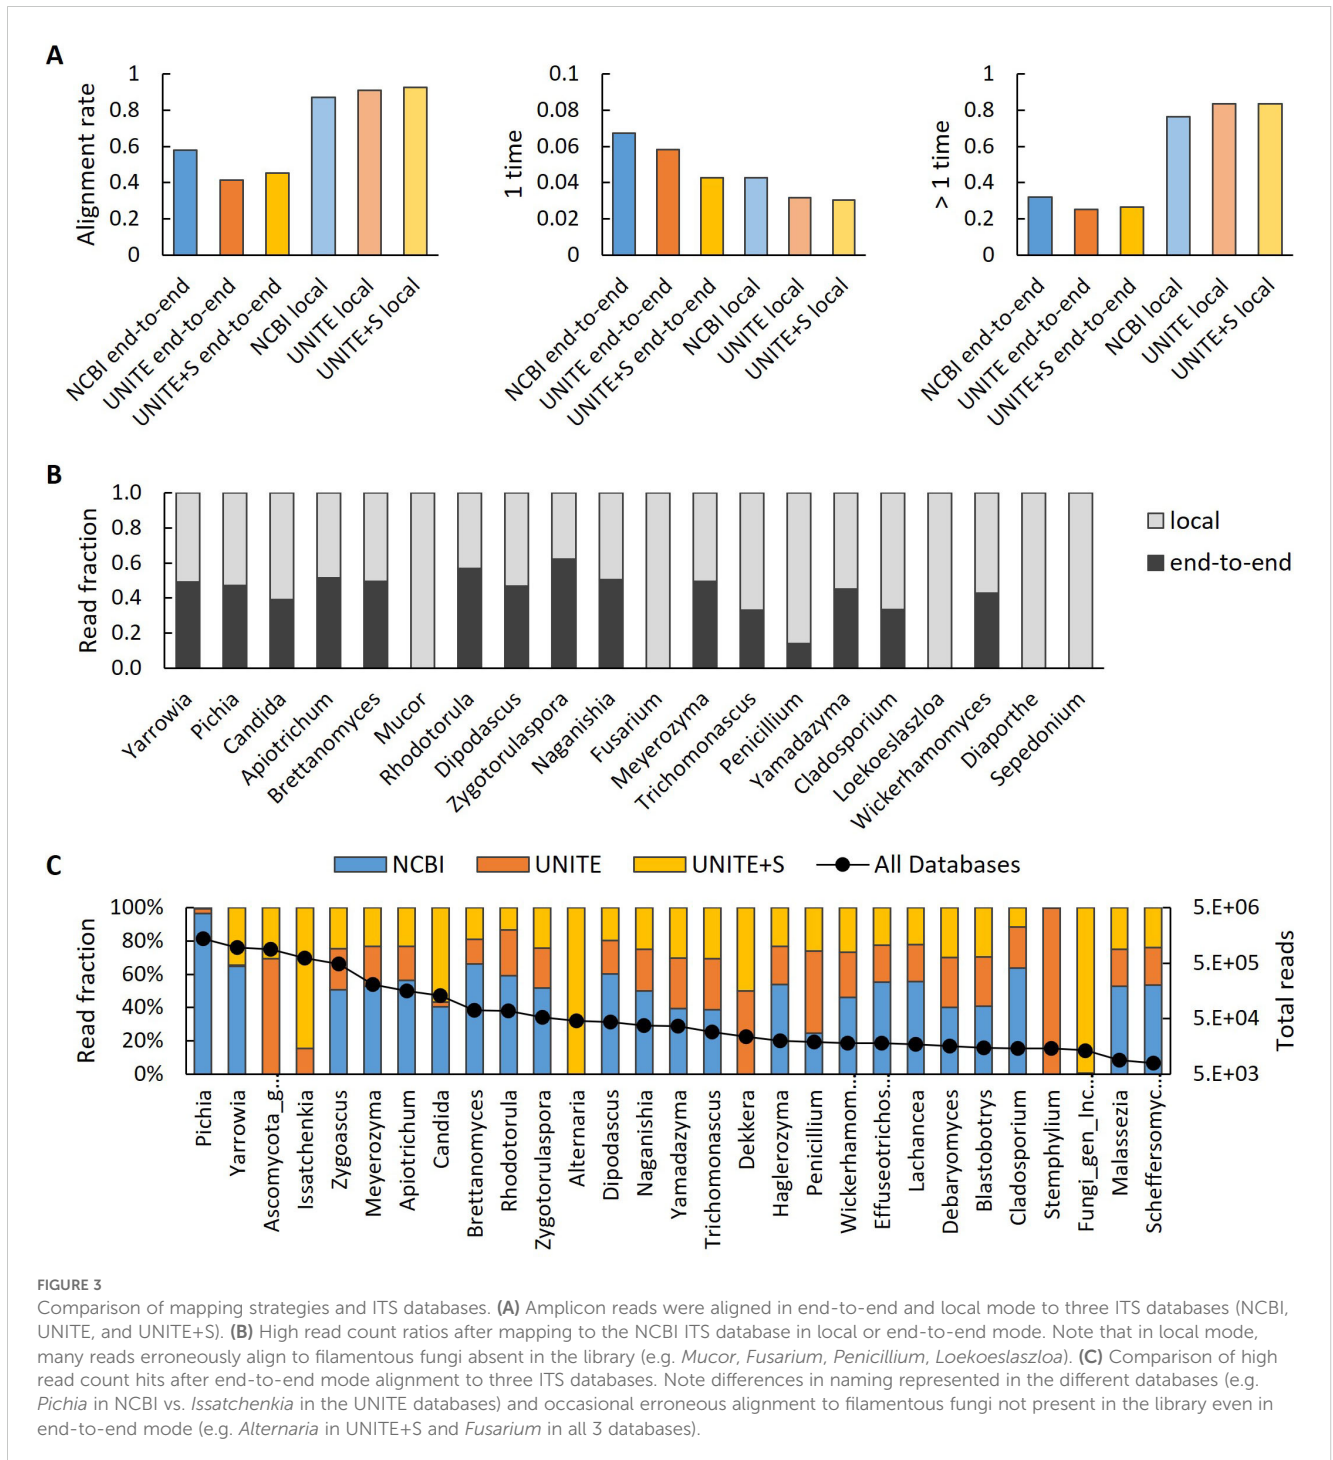 A
Alignment rate
1
0.8
0.6
0.4
0.2
0
NCBI end-to-end
UNITE end-to-end
UNITE+S end-to-end
NCBI local
UNITE local
UNITE+S local
1 time
0.1
0.08
0.06
0.04
0.02
0
NCBI end-to-end
UNITE end-to-end
UNITE+S end-to-end
NCBI local
UNITE local
UNITE+S local
> 1 time
1
0.8
0.6
0.4
0.2
0
NCBI end-to-end
UNITE end-to-end
UNITE+S end-to-end
NCBI local
UNITE local
UNITE+S local
B
Read fraction
1.0
0.8
0.6
0.4
0.2
0.0
local
end-to-end
Yarrowia
Pichia
Candida
Apiotrichum
Brettanomyces
Mucor
Rhodotorula
Dipodascus
Zygotorulaspora
Naganishia
Fusarium
Meyerozyma
Trichomonascus
Penicillium
Yamadazyma
Cladosporium
Loekoeslaszloa
Wickerhamomyces
Diaporthe
Sepedonium
C
NCBI
UNITE
UNITE+S
All Databases
Read fraction
100%
80%
60%
40%
20%
0%
5.E+06
5.E+05
5.E+04
5.E+03
Total reads
Pichia
Yarrowia
Ascomycota_g...
Issatchenkia
Zygoascus
Meyerozyma
Apiotrichum
Candida
Brettanomyces
Rhodotorula
Zygotorulaspora
Alternaria
Dipodascus
Naganishia
Yamadazyma
Trichomonascus
Dekkera
Haglerozyma
Penicillium
Wickerhamom...
Effuseotrichos...
Lachancea
Debaryomyces
Blastobotrys
Cladosporium
Stemphylium
Fungi_gen_Inc...
Malassezia
Scheffersomyc...
FIGURE 3
Comparison of mapping strategies and ITS databases. (A) Amplicon reads were aligned in end-to-end and local mode to three ITS databases (NCBI,
UNITE, and UNITE+S). (B) High read count ratios after mapping to the NCBI ITS database in local or end-to-end mode. Note that in local mode,
many reads erroneously align to filamentous fungi absent in the library (e.g. Mucor, Fusarium, Penicillium, Loekoeslaszloa). (C) Comparison of high
read count hits after end-to-end mode alignment to three ITS databases. Note differences in naming represented in the different databases (e.g.
Pichia in NCBI vs. Issatchenkia in the UNITE databases) and occasional erroneous alignment to filamentous fungi not present in the library even in
end-to-end mode (e.g. Alternaria in UNITE+S and Fusarium in all 3 databases).